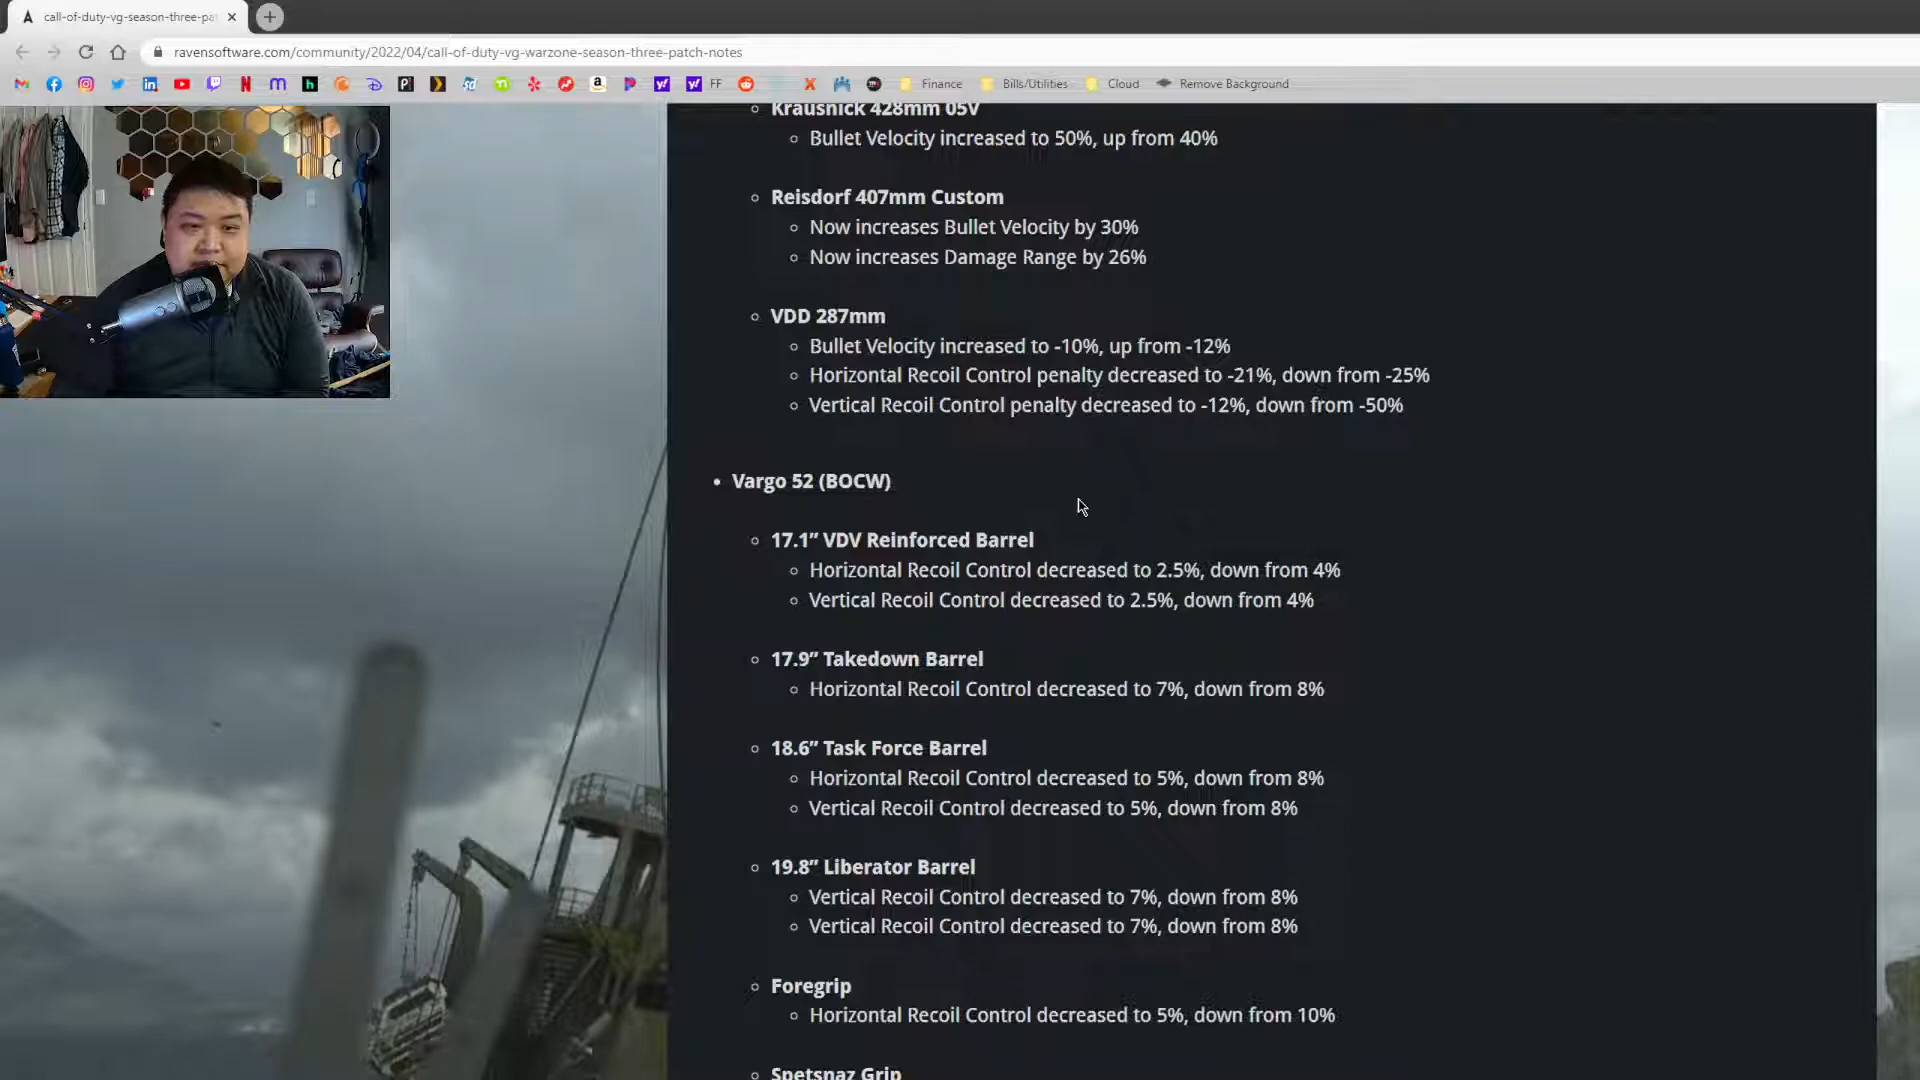 call-of-duty-vg-season-three-pa
ravensoftware.com/community/2022/04/call-of-duty-vg-warzone-season-three-patch-notes
FF
Finance
Bills/Utilities
Cloud
Remove Background
Krausnick 428mm 05V
Bullet Velocity increased to 50%, up from 40%
Reisdorf 407mm Custom
Now increases Bullet Velocity by 30%
Now increases Damage Range by 26%
VDD 287mm
Bullet Velocity increased to -10%, up from -12%
Horizontal Recoil Control penalty decreased to -21%, down from -25%
Vertical Recoil Control penalty decreased to -12%, down from -50%
Vargo 52 (BOCW)
17.1” VDV Reinforced Barrel
Horizontal Recoil Control decreased to 2.5%, down from 4%
Vertical Recoil Control decreased to 2.5%, down from 4%
17.9” Takedown Barrel
Horizontal Recoil Control decreased to 7%, down from 8%
18.6” Task Force Barrel
Horizontal Recoil Control decreased to 5%, down from 8%
Vertical Recoil Control decreased to 5%, down from 8%
19.8” Liberator Barrel
Vertical Recoil Control decreased to 7%, down from 8%
Vertical Recoil Control decreased to 7%, down from 8%
Foregrip
Horizontal Recoil Control decreased to 5%, down from 10%
Spetsnaz Grip